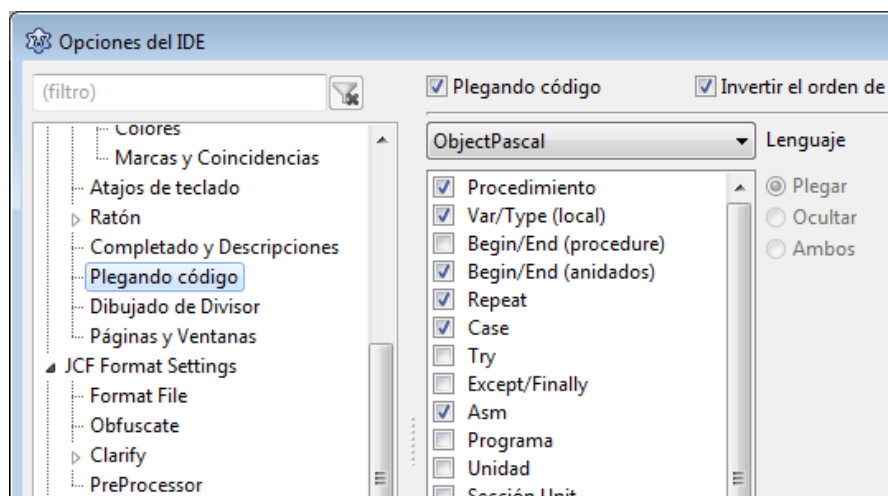 Opciones del IDE
(filtro)
Colores
Marcas y Coincidencias
Atajos de teclado
Ratón
Completado y Descripciones
Plegando código
Dibujado de Divisor
Páginas y Ventanas
JCF Format Settings
Format File
Obfuscate
Clarify
PreProcessor
Plegando código
Invertir el orden de
ObjectPascal
Lenguaje
Procedimiento
Var/Type (local)
Begin/End (procedure)
Begin/End (anidados)
Repeat
Case
Try
Except/Finally
Asm
Programa
Unidad
Sección Unit
Plegar
Ocultar
Ambos